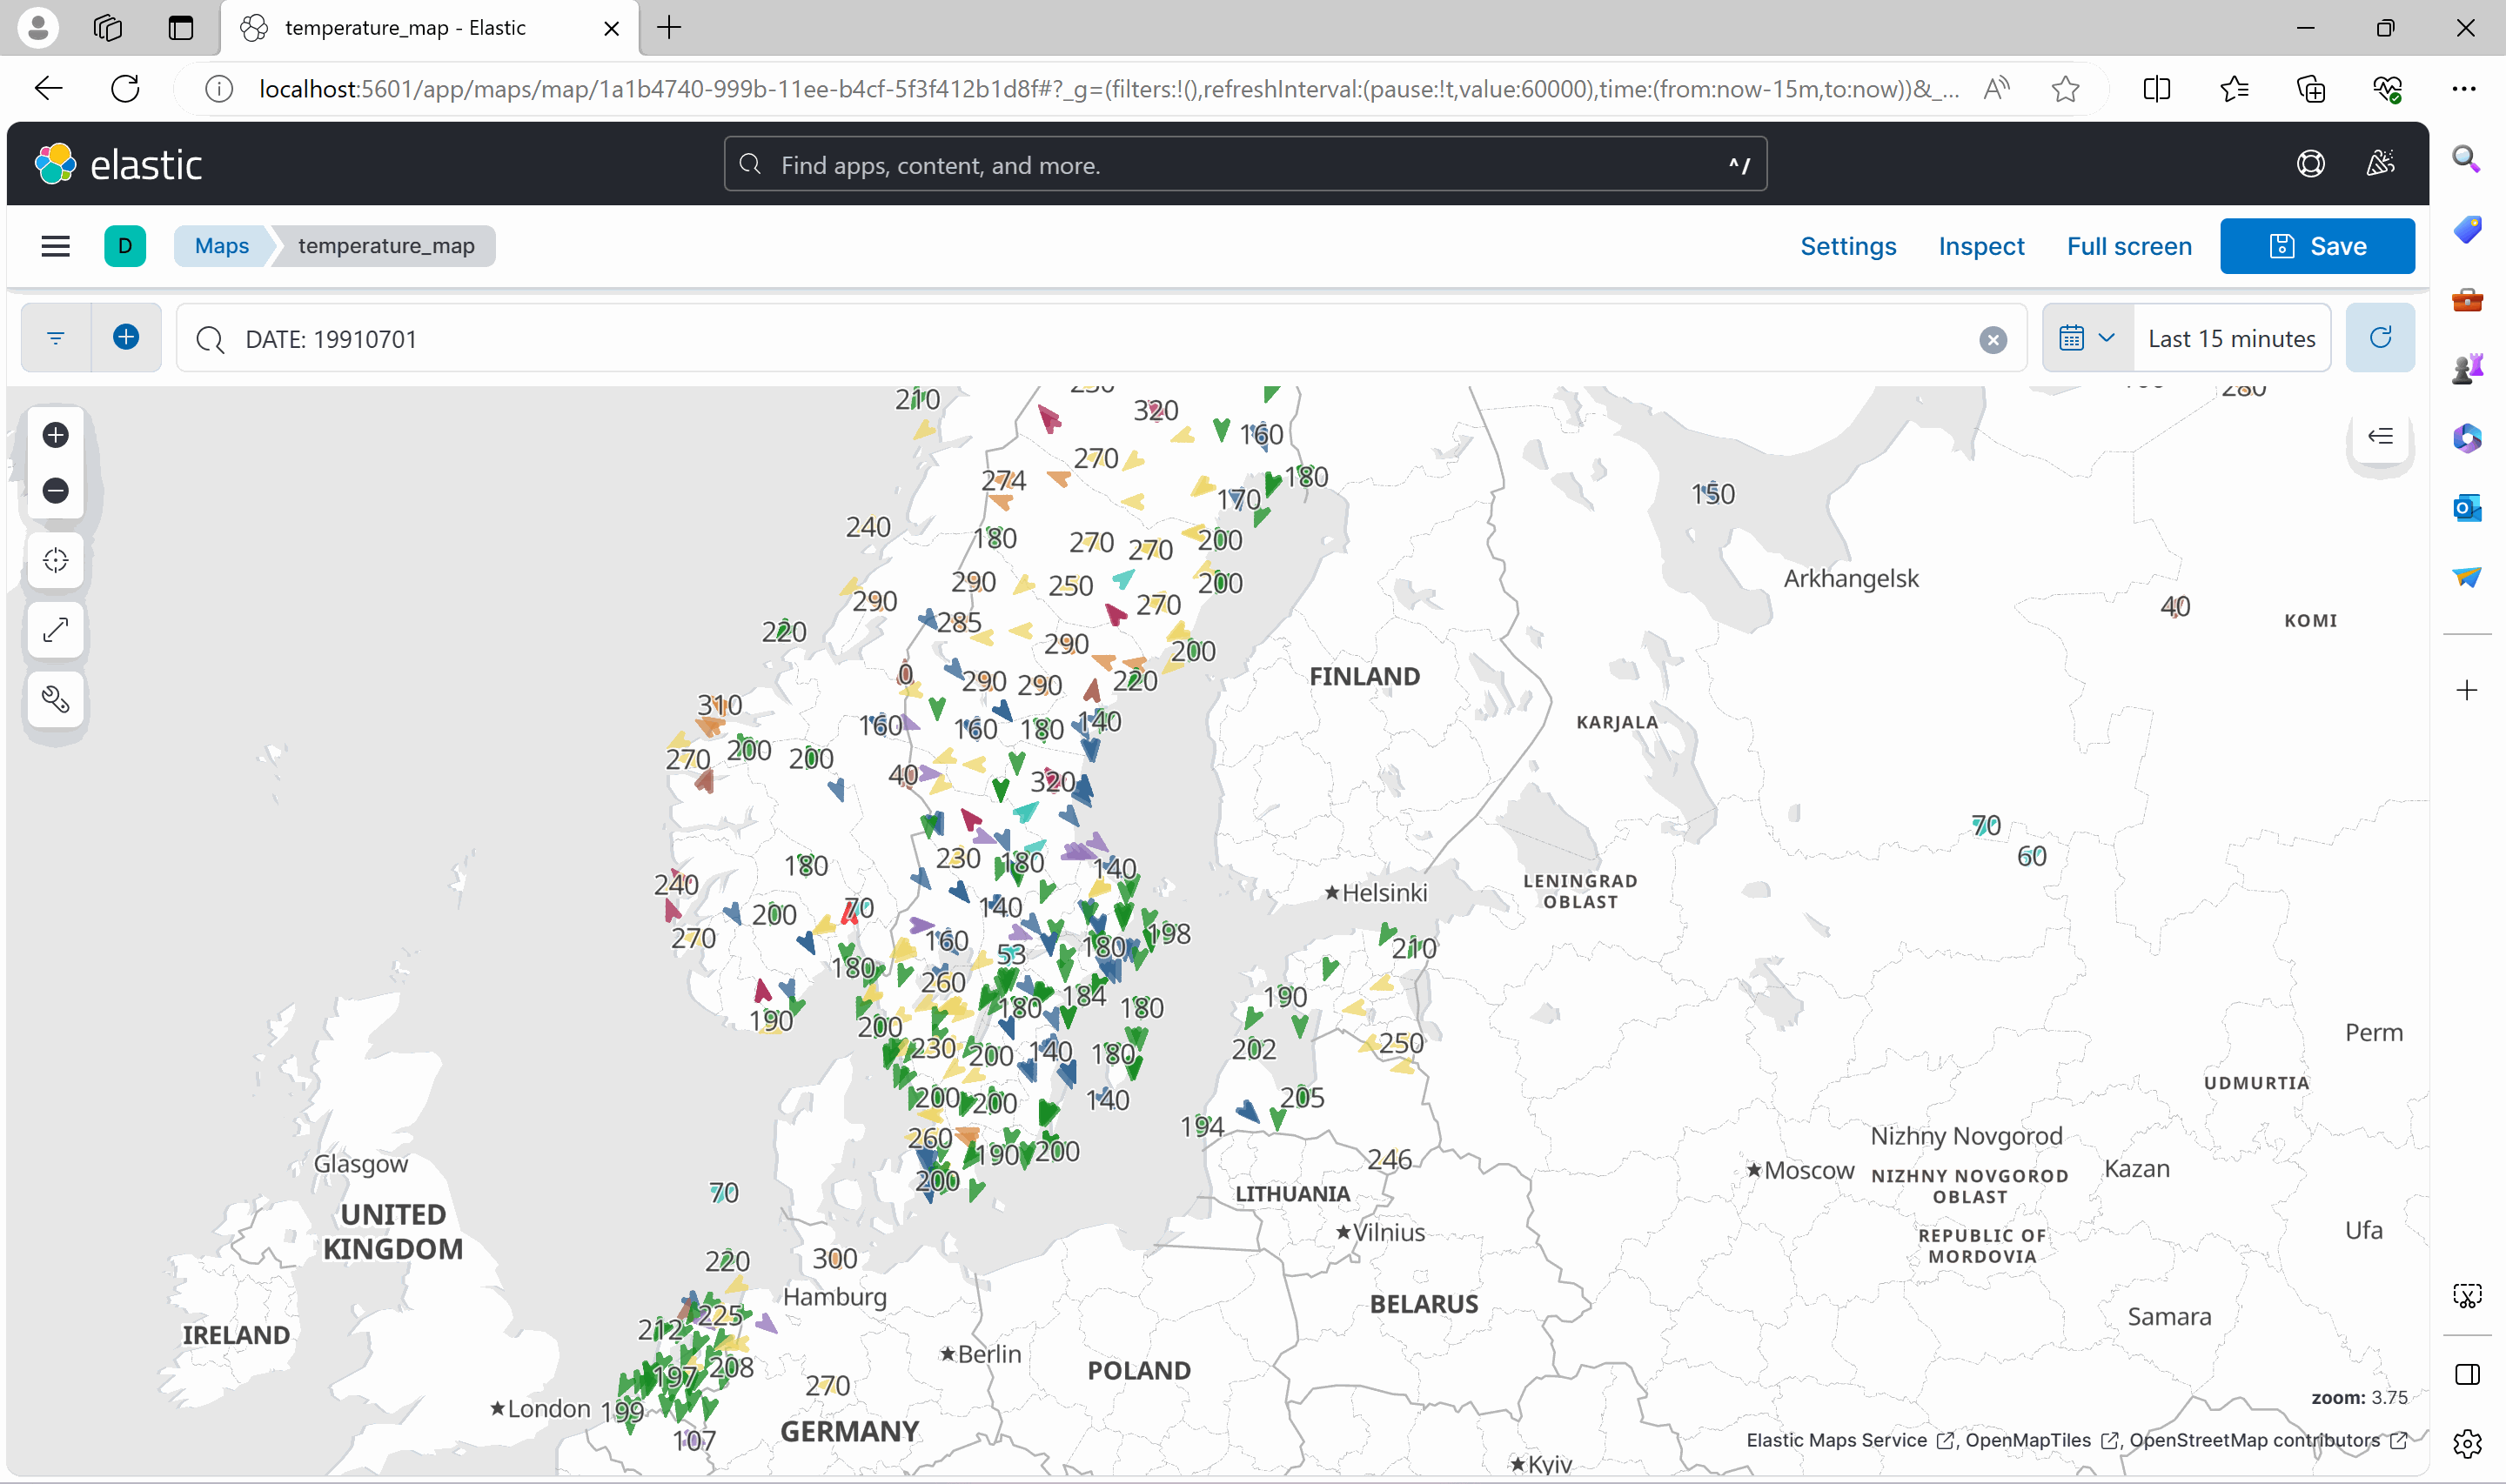 temperature_map - Elastic
localhost:5601/app/maps/map/1a1b4740-999b-11ee-b4cf-5f3f412b1d8f#?_g=(filters:!(),refreshInterval:(pause:!t,value:60000),time:(from:now-15m,to:now))&_...
elastic
Find apps, content, and more.
^ /
D
Maps
temperature_map
Settings
Inspect
Full screen
Save
DATE: 19910701
Last 15 minutes
210
320
160
280
270
274
180
170
150
240
180
270
270
200
Arkhangelsk
290
250
200
290
270
40
KOMI
285
220
290
200
0
FINLAND
290
290
220
310
160
160
180
140
KARJALA
270
200
200
40
320
70
230
180
180
140
60
240
LENINGRAD
OBLAST
Helsinki
200
70
140
270
160
180
198
53
210
180
260
190
180
184
180
190
200
Perm
230
200
140
180
202
250
UDMURTIA
200
200
140
205
194
260
190
200
246
Nizhny Novgorod
Glasgow
Moscow
NIZHNY NOVGOROD
OBLAST
Kazan
200
70
LITHUANIA
UNITED
KINGDOM
Vilnius
REPUBLIC OF
MORDOVIA
Ufa
220
300
Hamburg
BELARUS
225
212
Samara
IRELAND
Berlin
208
197
POLAND
270
zoom: 3.75
London
199
GERMANY
107
Elastic Maps Service , OpenMapTiles , OpenStreetMap contributors
Kyiv